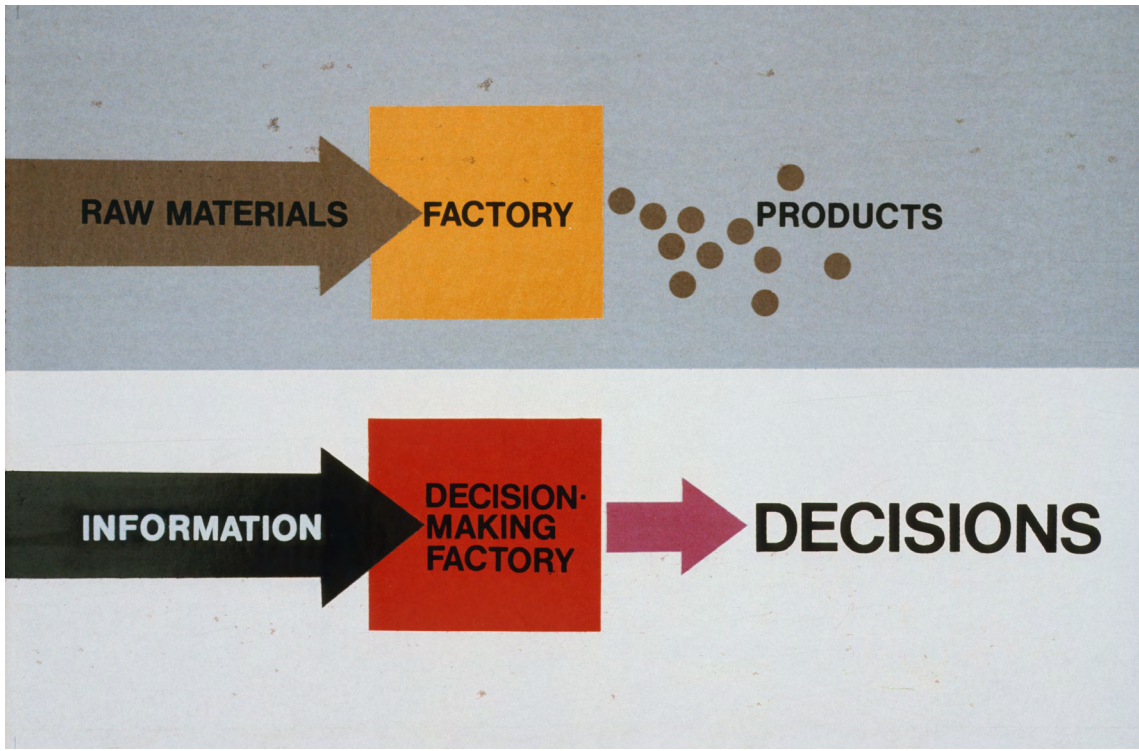 RAW MATERIALS
FACTORY
PRODUCTS
INFORMATION
DECISION-
MAKING
FACTORY
DECISIONS